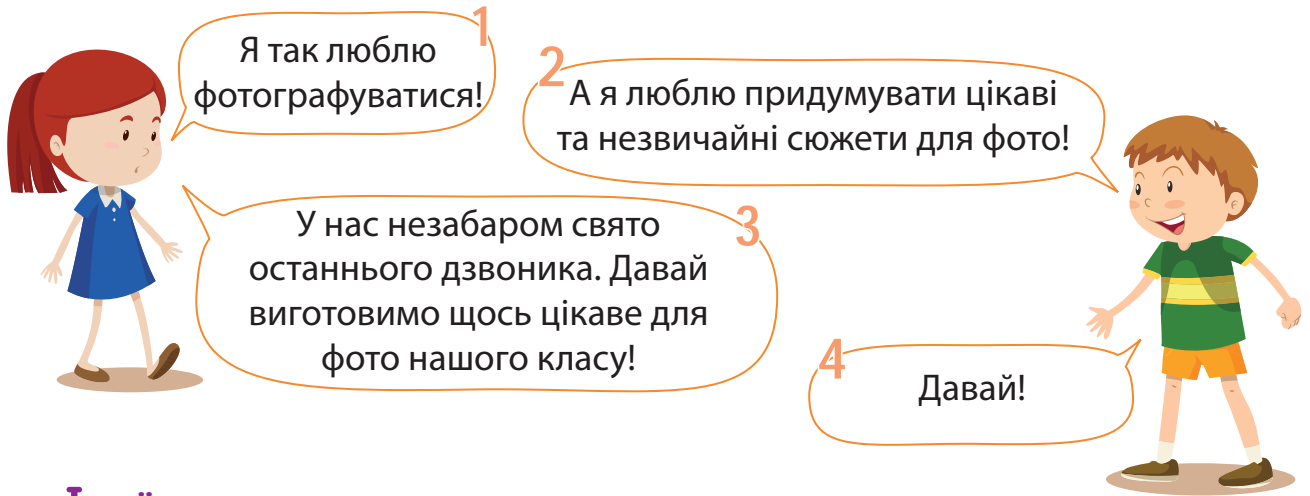 1
Я так люблю
фотографуватися!
2
А я люблю придумувати цікаві
та незвичайні сюжети для фото!
3
У нас незабаром свято
останнього дзвоника. Давай
виготовимо щось цікаве для
фото нашого класу!
4
Давай!